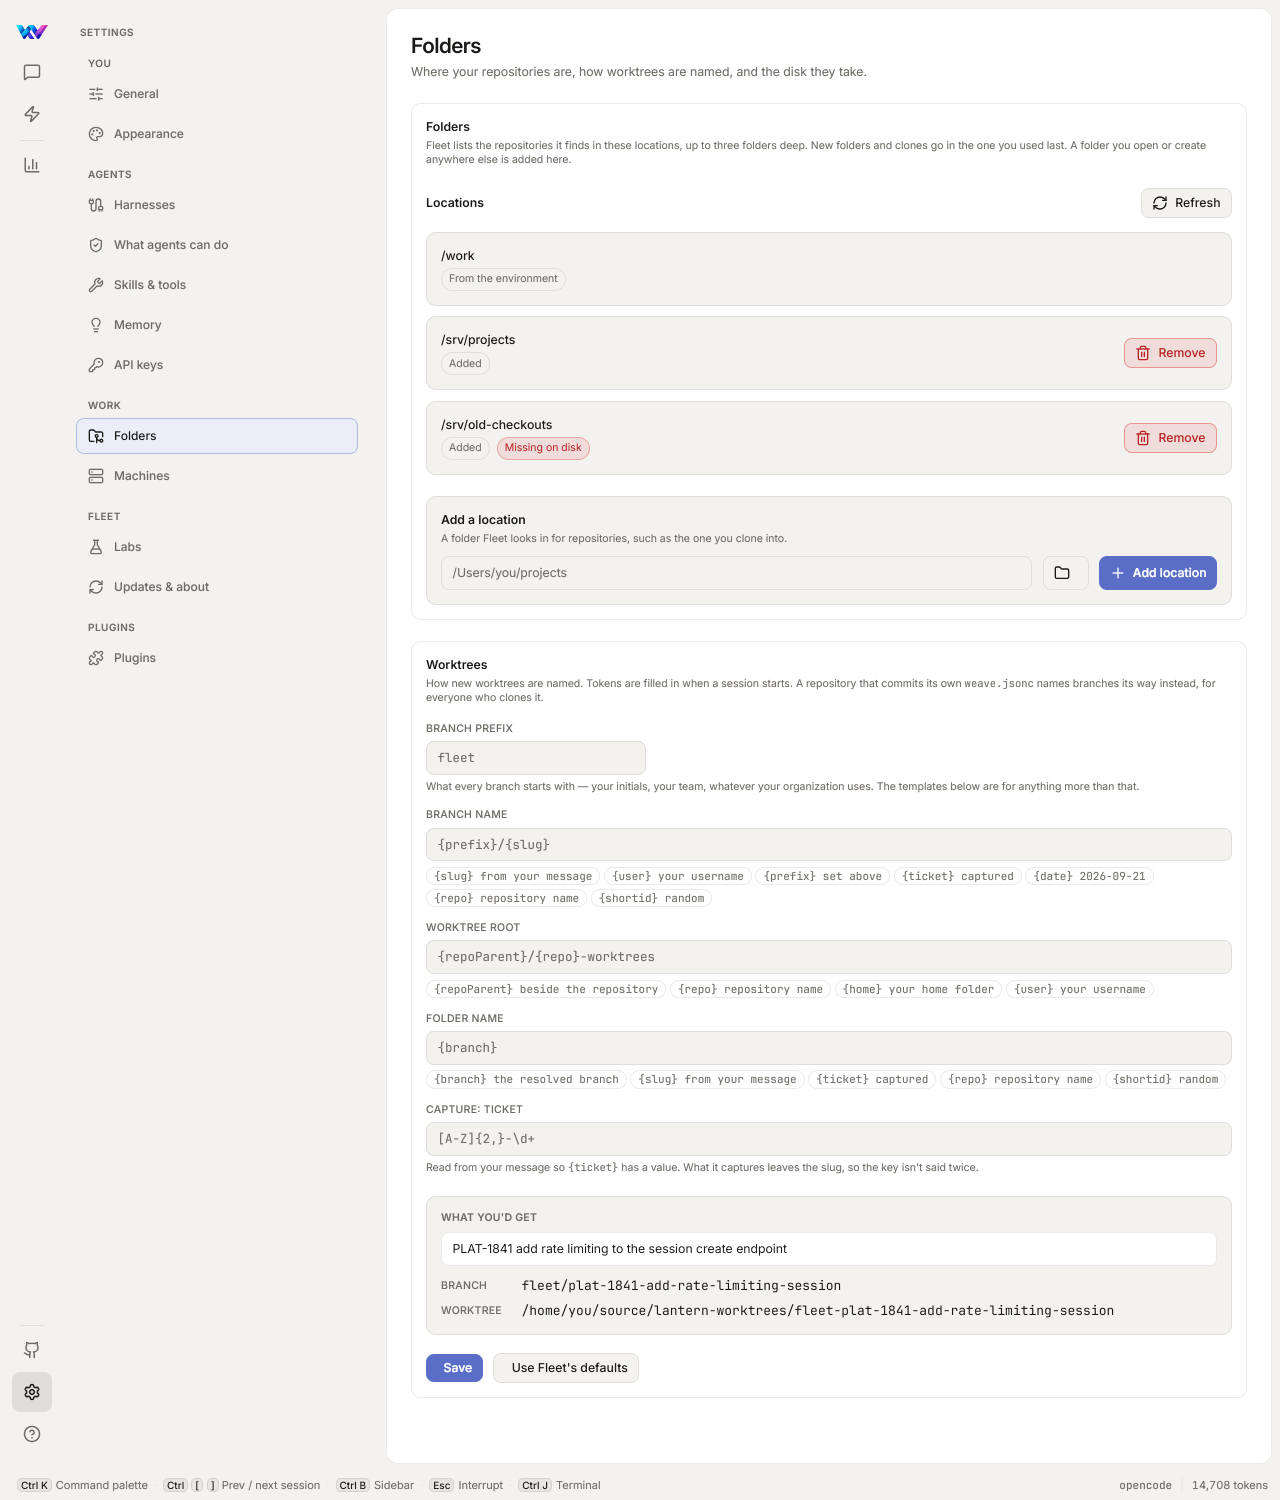 SETTINGS
YOU
General
Appearance
AGENTS
Harnesses
What agents can do
Skills & tools
Memory
API keys
WORK
Folders
Machines
FLEET
Labs
Updates & about
PLUGINS
Plugins
Folders
Where your repositories are, how worktrees are named, and the disk they take.
Folders
Fleet lists the repositories it finds in these locations, up to three folders deep. New folders and clones go in the one you used last. A folder you open or create
anywhere else is added here.
Locations
Refresh
/work
From the environment
/srv/projects
Added
Remove
/srv/old-checkouts
Added Missing on disk
Remove
Add a location
A folder Fleet looks in for repositories, such as the one you clone into.
/Users/you/projects
Add location
Worktrees
How new worktrees are named. Tokens are filled in when a session starts. A repository that commits its own weave.jsonc names branches its way instead, for
everyone who clones it.
BRANCH PREFIX
fleet
What every branch starts with — your initials, your team, whatever your organization uses. The templates below are for anything more than that.
BRANCH NAME
{prefix}/{slug}
{slug} from your message {user} your username {prefix} set above {ticket} captured {date} 2026-09-21
{repo} repository name {shortid} random
WORKTREE ROOT
{repoParent}/{repo}-worktrees
{repoParent} beside the repository {repo} repository name {home} your home folder {user} your username
FOLDER NAME
{branch}
{branch} the resolved branch {slug} from your message {ticket} captured {repo} repository name {shortid} random
CAPTURE: TICKET
[A-Z]{2,}-\d+
Read from your message so {ticket} has a value. What it captures leaves the slug, so the key isn't said twice.
WHAT YOU'D GET
PLAT-1841 add rate limiting to the session create endpoint
BRANCH fleet/plat-1841-add-rate-limiting-session
WORKTREE /home/you/source/lantern-worktrees/fleet-plat-1841-add-rate-limiting-session
Save Use Fleet's defaults
Ctrl K Command palette Ctrl [ ] Prev / next session Ctrl B Sidebar Esc Interrupt Ctrl J Terminal opencode 14,708 tokens